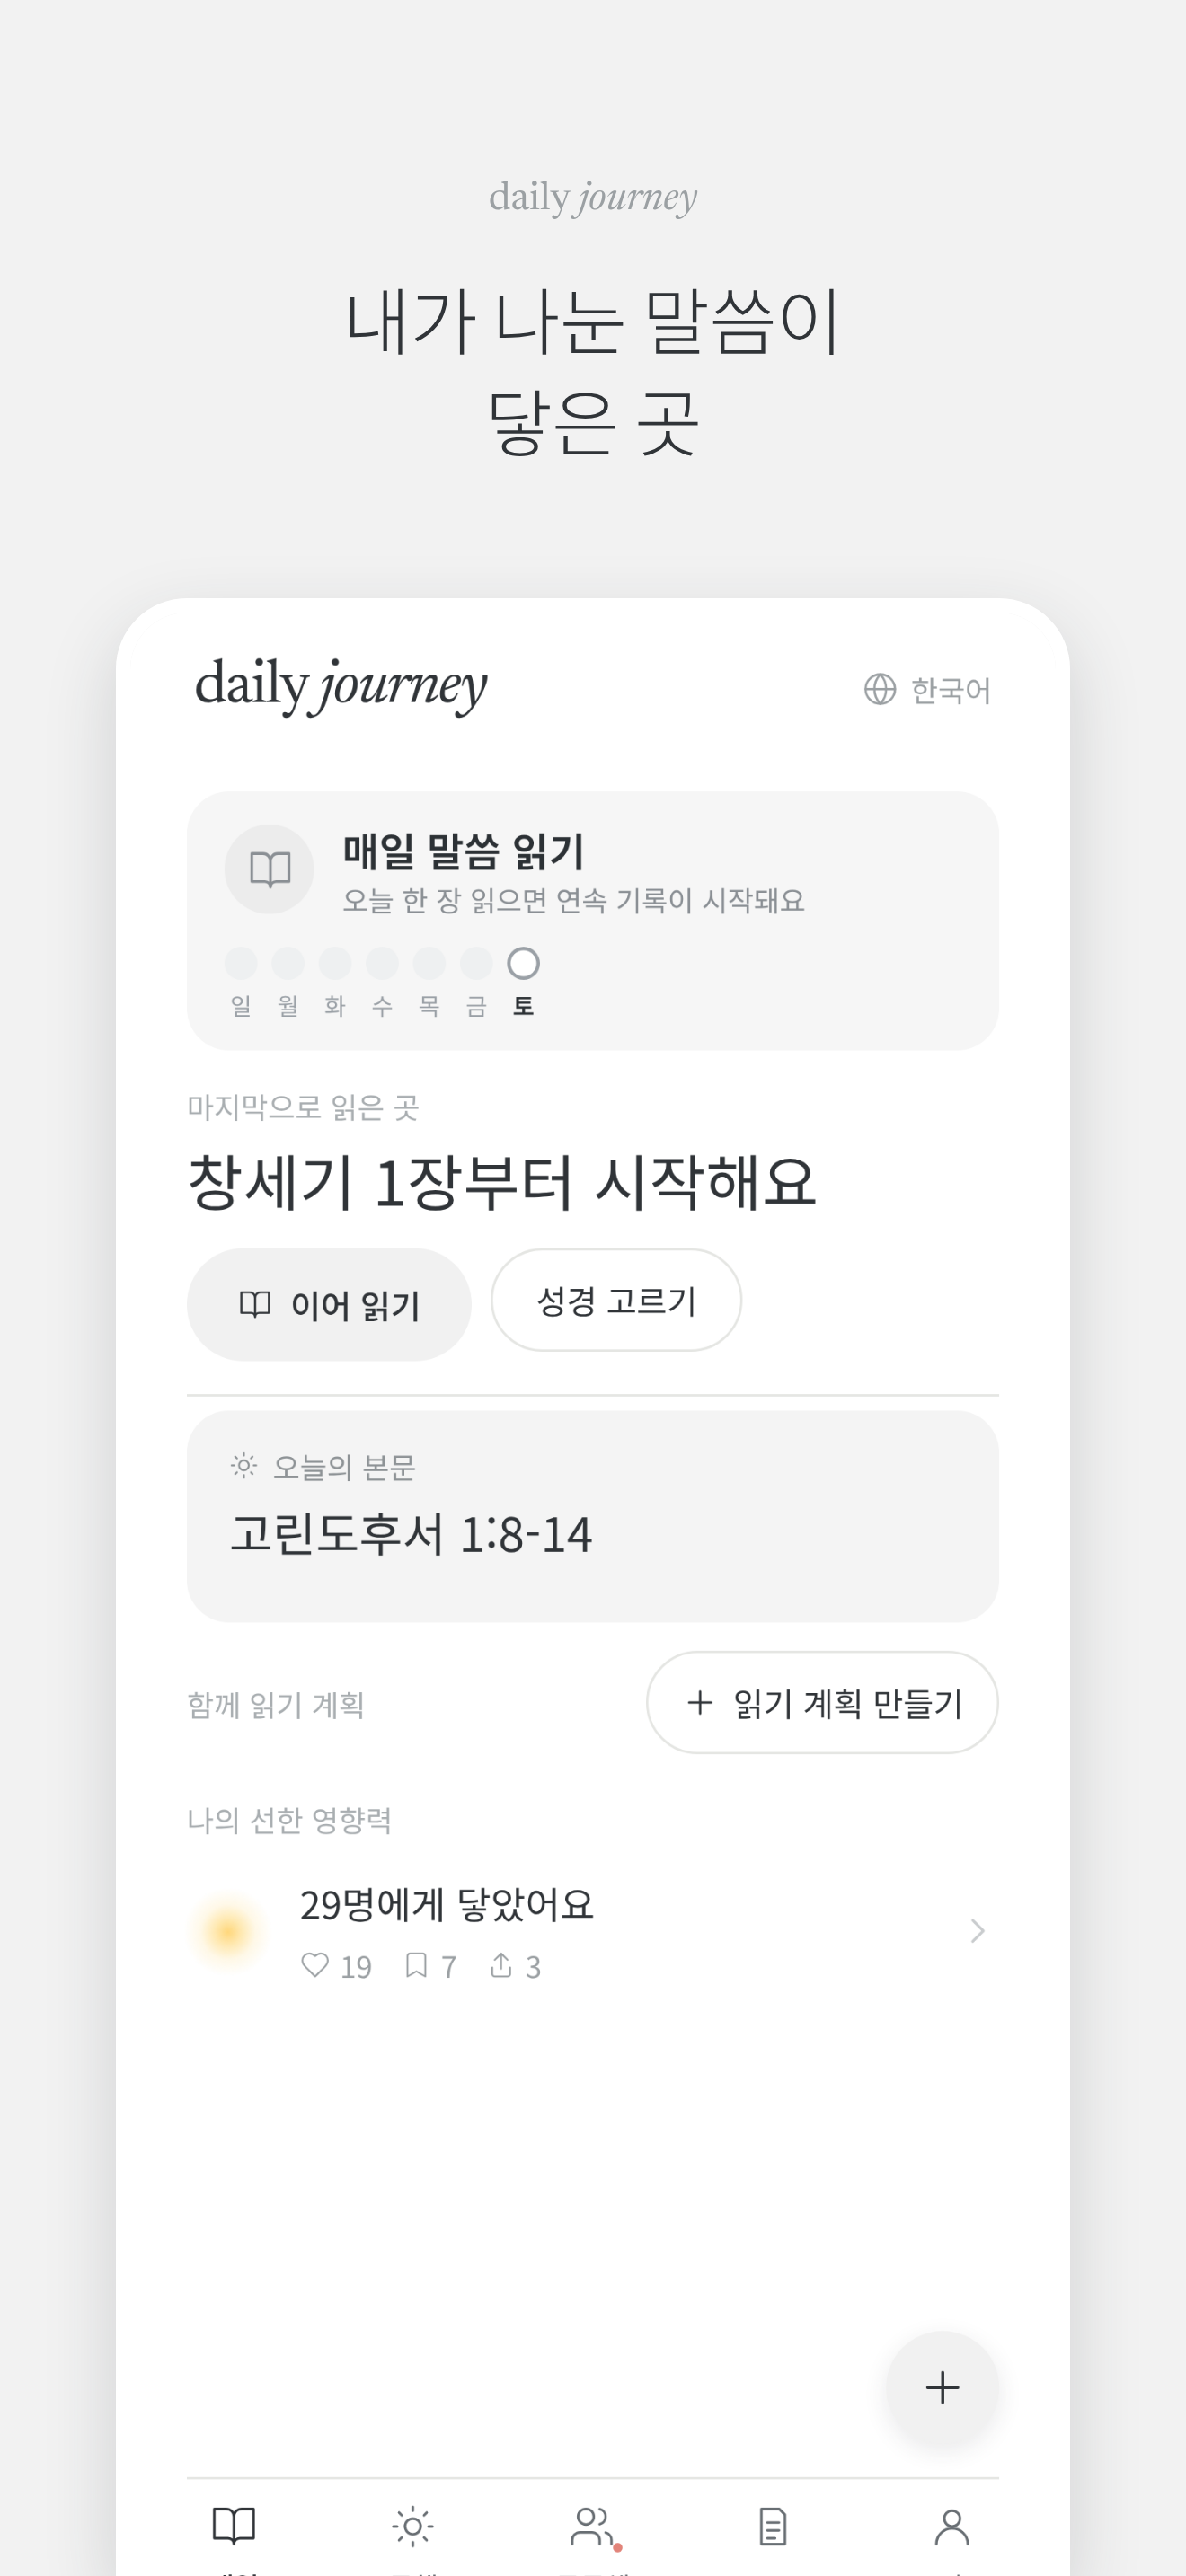 daily journey
내가 나눈 말씀이
닿은 곳
daily journey
한국어
매일 말씀 읽기
오늘 한 장 읽으면 연속 기록이 시작돼요
일 월 화 수 목 금 토
마지막으로 읽은 곳
창세기 1장부터 시작해요
이어 읽기
성경 고르기
오늘의 본문
고린도후서 1:8-14
함께 읽기 계획
+ 읽기 계획 만들기
나의 선한 영향력
29명에게 닿았어요
19 7 3
+